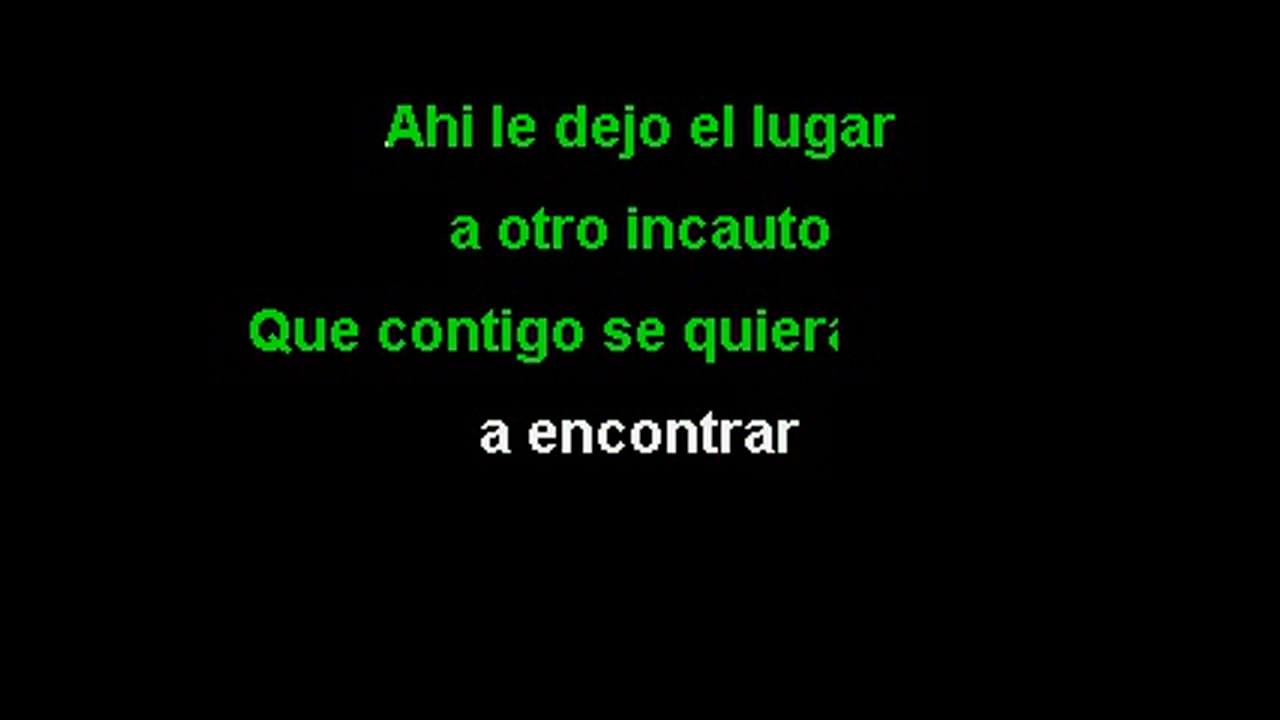 Ahi le dejo el lugar
a otro incauto
Que contigo se quiera
a encontrar